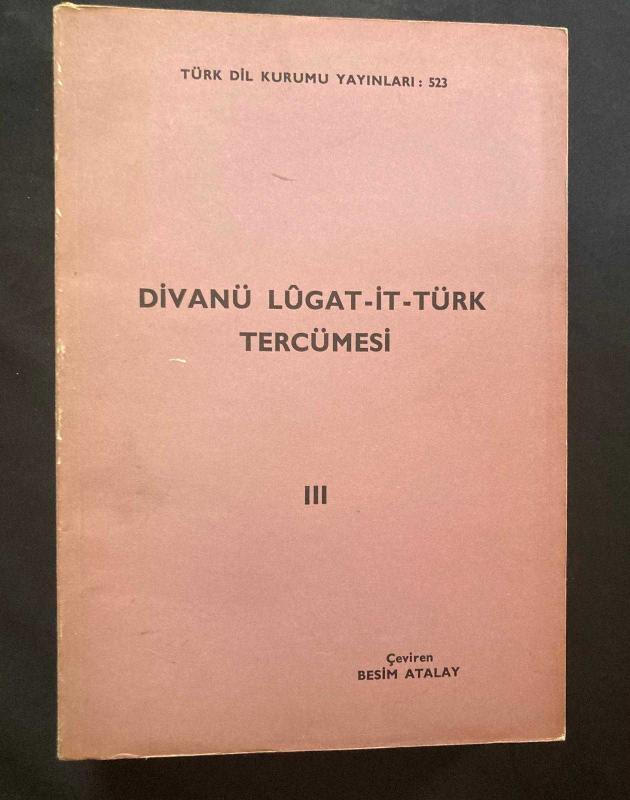 TÜRK DİL KURUMU YAYINLARI : 523
DİVANÜ LÛGAT-İT-TÜRK
TERCÜMESİ
III
Çeviren
BESİM ATALAY